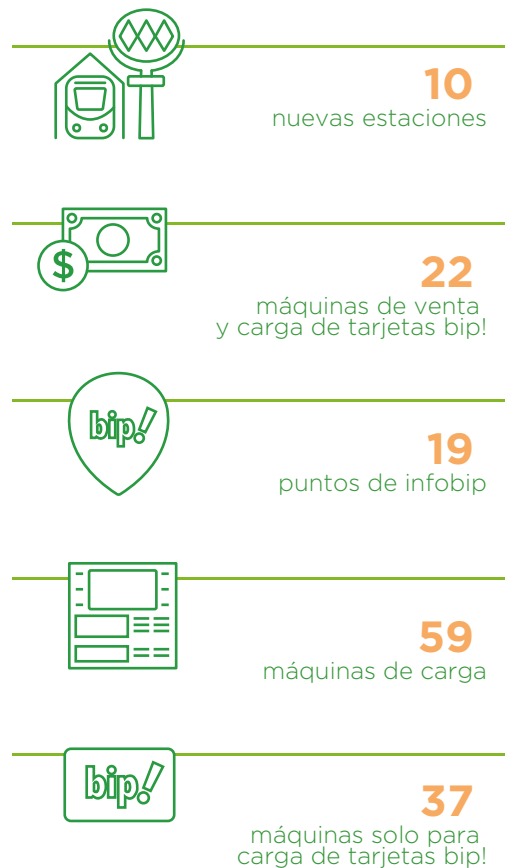 10
nuevas estaciones
$
22
máquinas de venta
y carga de tarjetas bip!
bip!
19
puntos de infobip
59
máquinas de carga
bip!
37
máquinas solo para
carga de tarjetas bip!